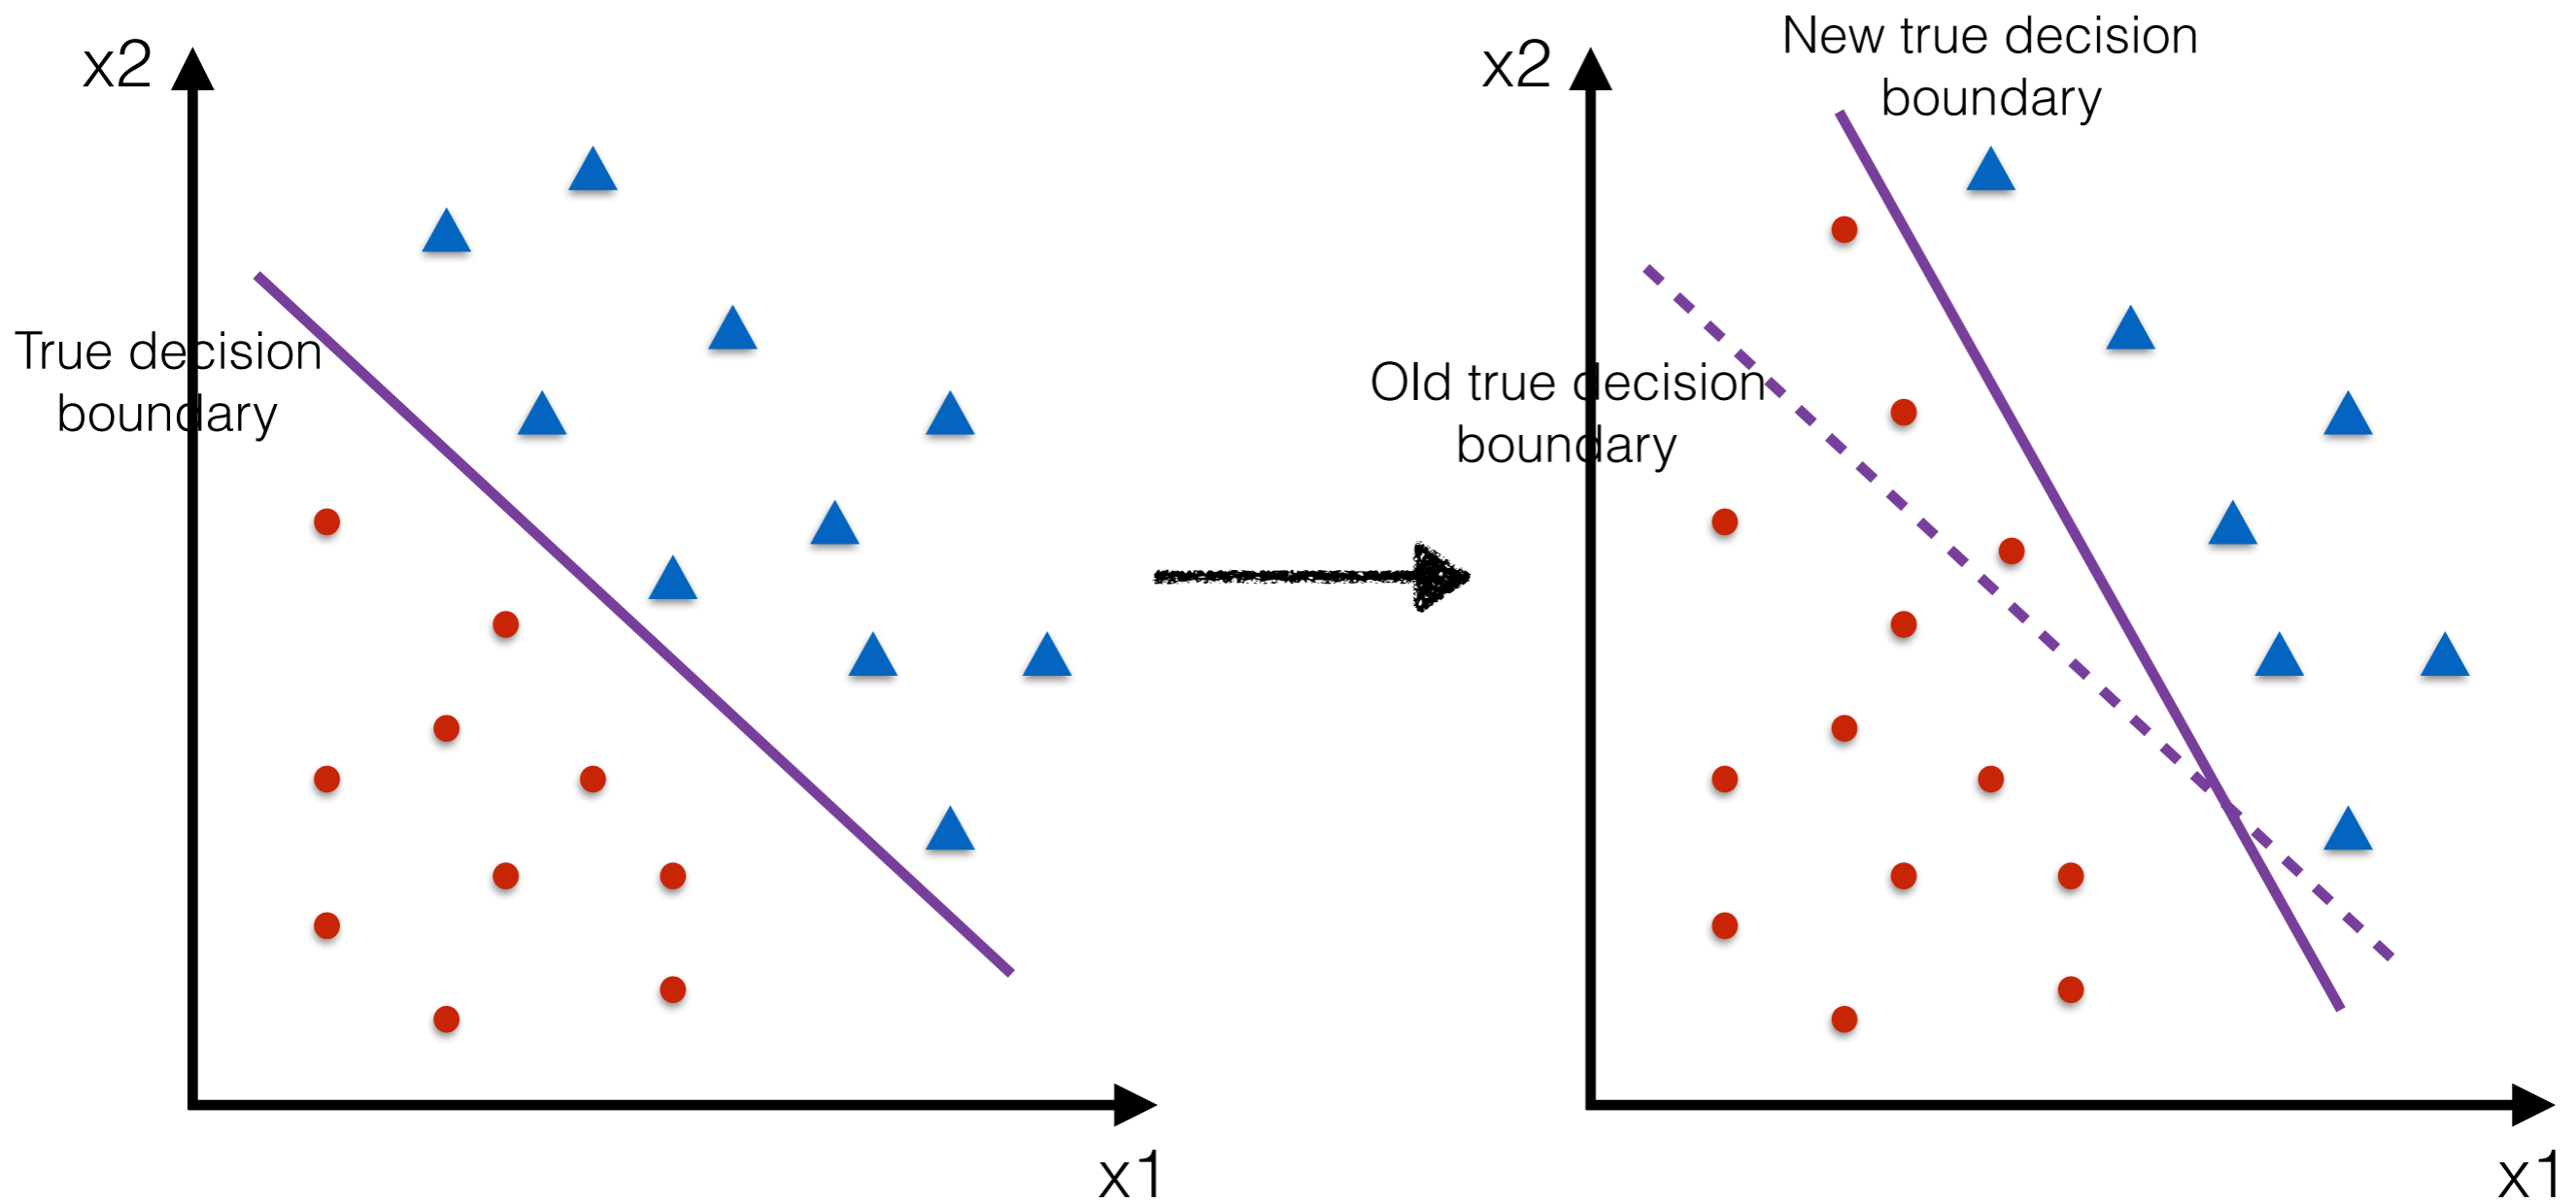 x2
True decision
boundary
x1
New true decision
boundary
x2
Old true decision
boundary
x1